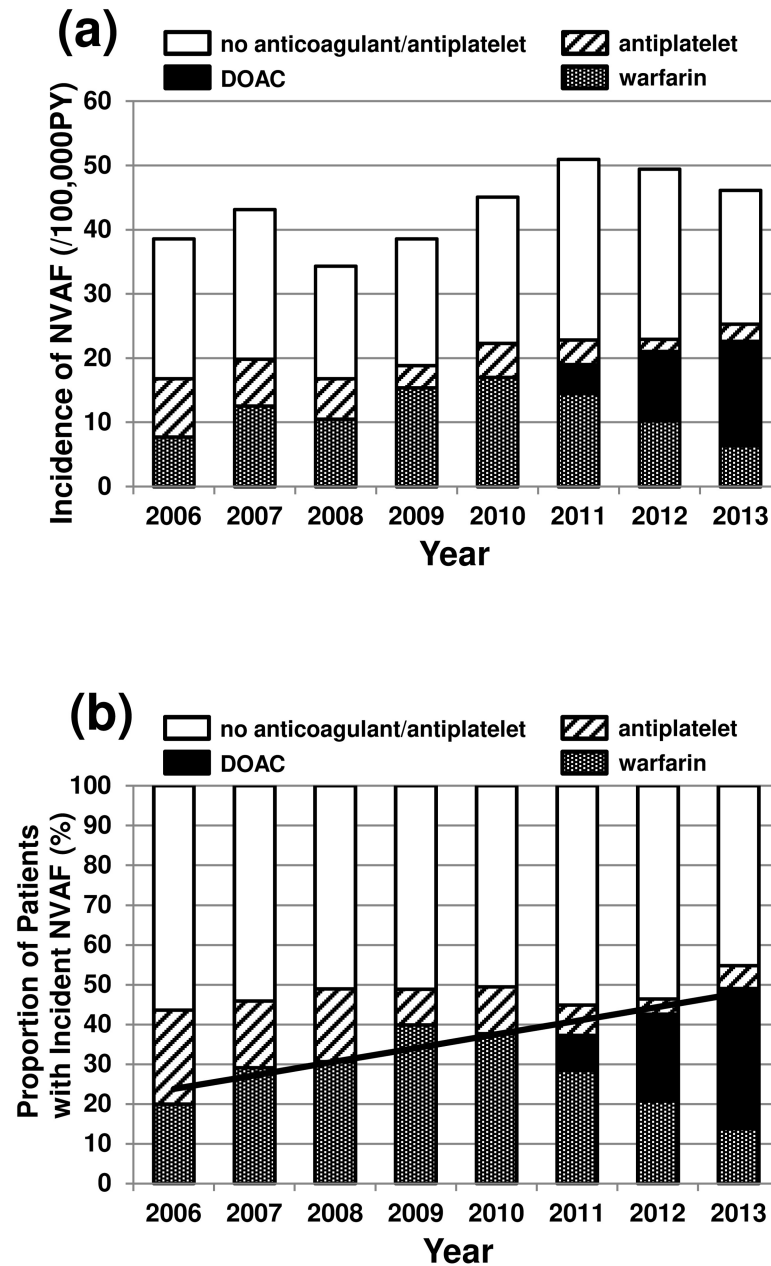 (a)
no anticoagulant/antiplatelet antiplatelet
DOAC warfarin
Incidence of NVAF (/100,000PY)
60
50
40
30
20
10
0
2006 2007 2008 2009 2010 2011 2012 2013
Year
(b)
no anticoagulant/antiplatelet antiplatelet
DOAC warfarin
Proportion of Patients
with Incident NVAF (%)
100
90
80
70
60
50
40
30
20
10
0
2006 2007 2008 2009 2010 2011 2012 2013
Year